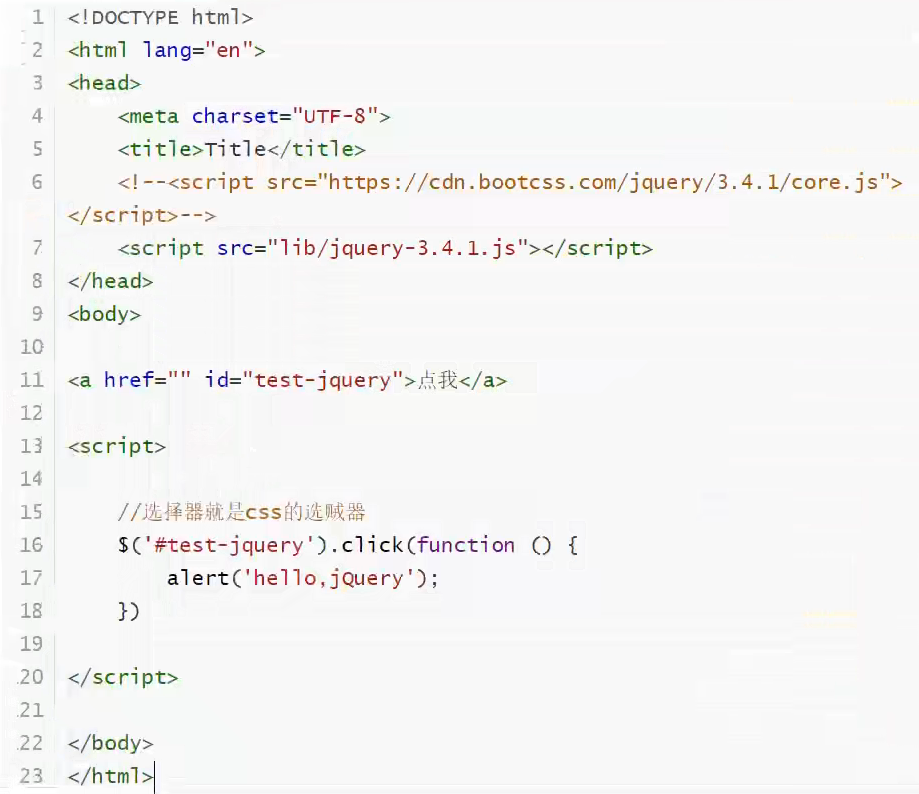 1 <!DOCTYPE html>
2 <html lang="en">
3 <head>
4 <meta charset="UTF-8">
5 <title>Title</title>
6 <!--<script src="https://cdn.bootcss.com/jquery/3.4.1/core.js">
</script>-->
7 <script src="lib/jquery-3.4.1.js"></script>
8 </head>
9 <body>
10
11 <a href="" id="test-jquery">点我</a>
12
13 <script>
14
15 //选择器就是css的选贼器
16 $('#test-jquery').click(function () {
17 alert('hello,jQuery');
18 })
19
20 </script>
21
22 </body>
23 </html>